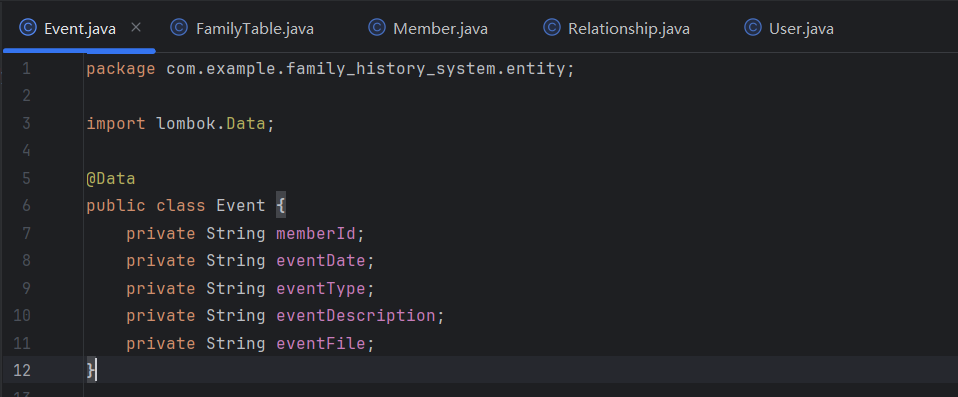 Event.java × FamilyTable.java Member.java Relationship.java User.java
1 package com.example.family_history_system.entity;
2
3 import lombok.Data;
4
5 @Data
6 public class Event {
7 private String memberId;
8 private String eventDate;
9 private String eventType;
10 private String eventDescription;
11 private String eventFile;
12 }
13